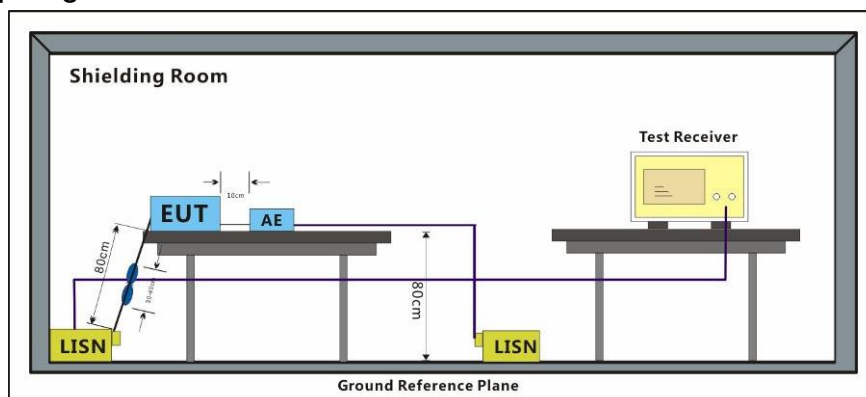 Shielding Room
Test Receiver
10cm
EUT
AE
80cm
80cm
LISN
LISN
Ground Reference Plane